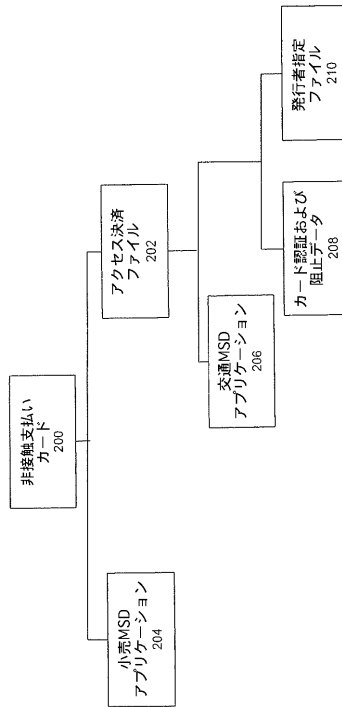 非接触支払い
カード
200
小売MSD
アプリケーション
204
アクセス決済
ファイル
202
交通MSD
アプリケーション
206
カード認証および
阻止データ
208
発行者指定
ファイル
210